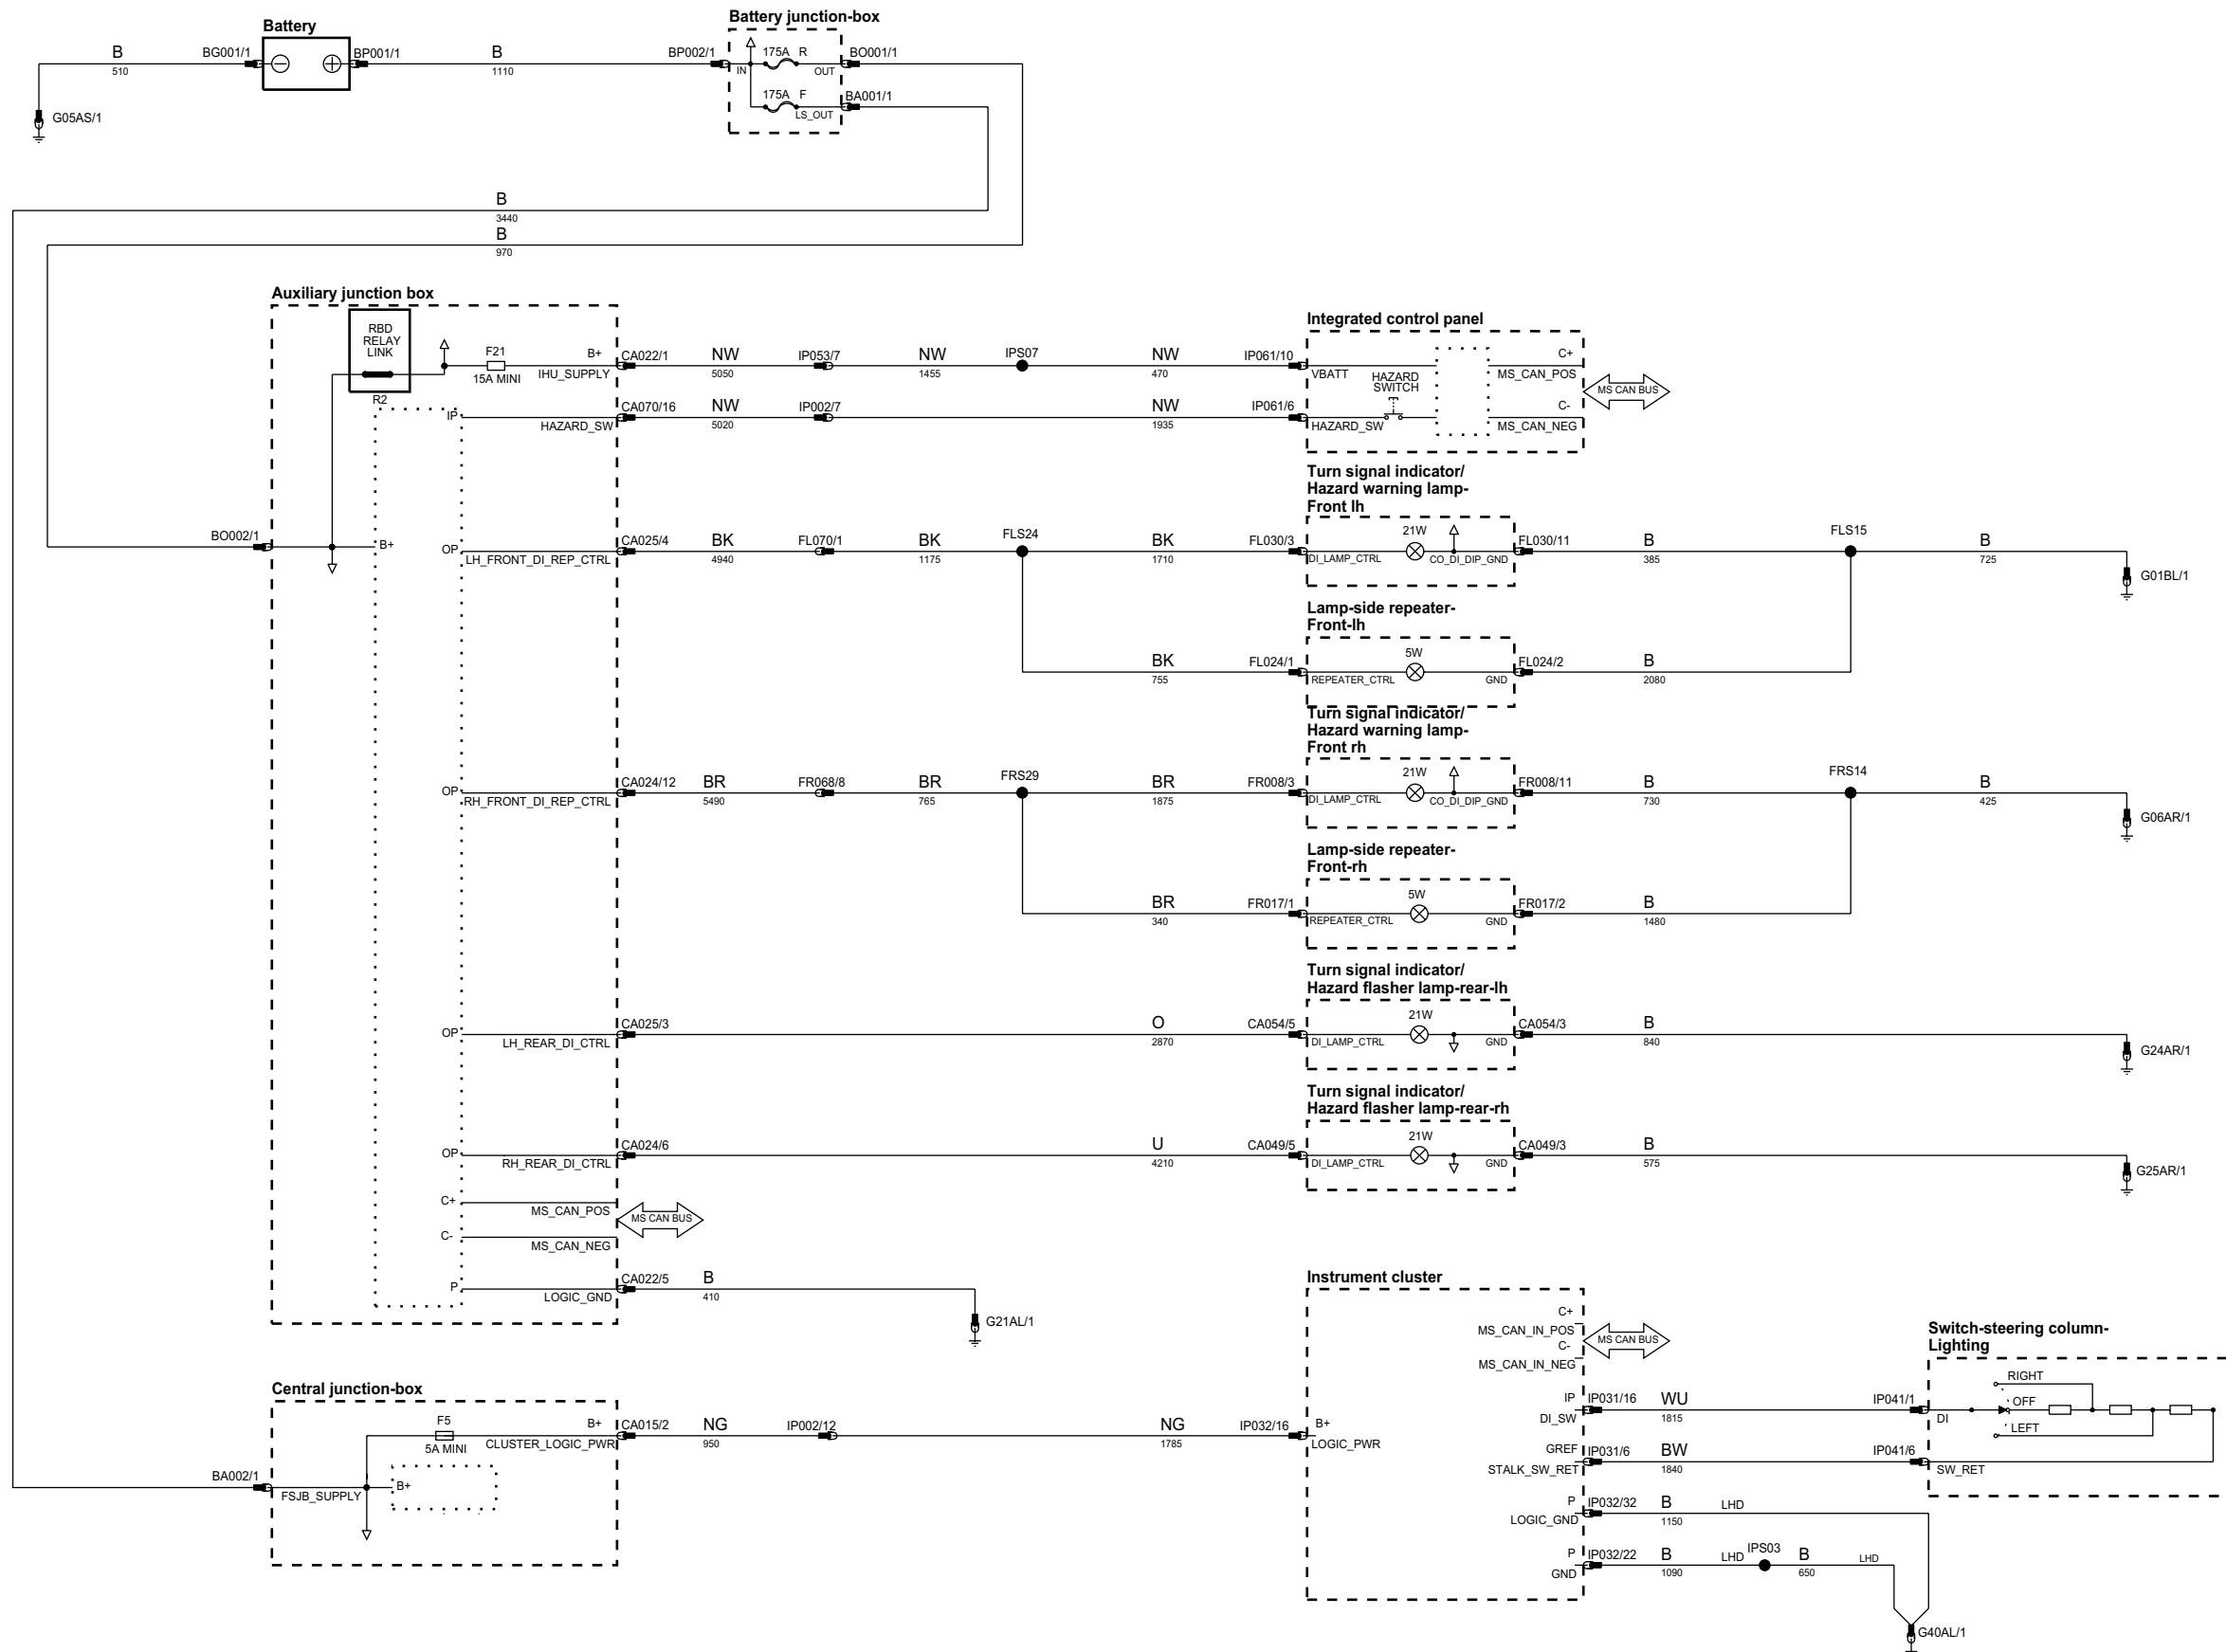 Battery
Battery junction-box
B
510
BG001/1
BP001/1
B
1110
BP002/1
IN
175A R
OUT
BO001/1
175A F
LS_OUT
BA001/1
G05AS/1
B
3440
B
970
Auxiliary junction box
RBD
RELAY
LINK
R2
F21
15A MINI
B+
IHU_SUPPLY
CA022/1
NW
5050
IP053/7
NW
1455
IPS07
NW
470
IP061/10
Integrated control panel
VBATT
HAZARD
SWITCH
C+
MS_CAN_POS
MS CAN BUS
IP
HAZARD_SW
CA070/16
NW
5020
IP002/7
NW
1935
IP061/6
HAZARD_SW
C-
MS_CAN_NEG
Turn signal indicator/
Hazard warning lamp-
Front lh
BO002/1
B+
OP
LH_FRONT_DI_REP_CTRL
CA025/4
BK
4940
FL070/1
BK
1175
FLS24
BK
1710
FL030/3
DI_LAMP_CTRL
21W
CO_DI_DIP_GND
FL030/11
B
385
FLS15
B
725
G01BL/1
Lamp-side repeater-
Front-lh
BK
755
FL024/1
REPEATER_CTRL
5W
GND
FL024/2
B
2080
Turn signal indicator/
Hazard warning lamp-
Front rh
OP
RH_FRONT_DI_REP_CTRL
CA024/12
BR
5490
FR068/8
BR
765
FRS29
BR
1875
FR008/3
DI_LAMP_CTRL
21W
CO_DI_DIP_GND
FR008/11
B
730
FRS14
B
425
G06AR/1
Lamp-side repeater-
Front-rh
BR
340
FR017/1
REPEATER_CTRL
5W
GND
FR017/2
B
1480
Turn signal indicator/
Hazard flasher lamp-rear-lh
OP
LH_REAR_DI_CTRL
CA025/3
O
2870
CA054/5
DI_LAMP_CTRL
21W
GND
CA054/3
B
840
G24AR/1
Turn signal indicator/
Hazard flasher lamp-rear-rh
OP
RH_REAR_DI_CTRL
CA024/6
U
4210
CA049/5
DI_LAMP_CTRL
21W
GND
CA049/3
B
575
G25AR/1
C+
MS_CAN_POS
MS CAN BUS
C-
MS_CAN_NEG
P
LOGIC_GND
CA022/5
B
410
G21AL/1
Instrument cluster
C+
MS_CAN_IN_POS
C-
MS_CAN_IN_NEG
MS CAN BUS
Switch-steering column-
Lighting
Central junction-box
F5
5A MINI
B+
CLUSTER_LOGIC_PWR
CA015/2
NG
950
IP002/12
NG
1785
IP032/16
B+
LOGIC_PWR
IP
DI_SW
IP031/16
WU
1815
IP041/1
DI
RIGHT
OFF
LEFT
GREF
STALK_SW_RET
IP031/6
BW
1840
IP041/6
SW_RET
BA002/1
FSJB_SUPPLY
B+
P
LOGIC_GND
IP032/32
B
1150
LHD
P
GND
IP032/22
B
1090
LHD
IPS03
B
650
LHD
G40AL/1